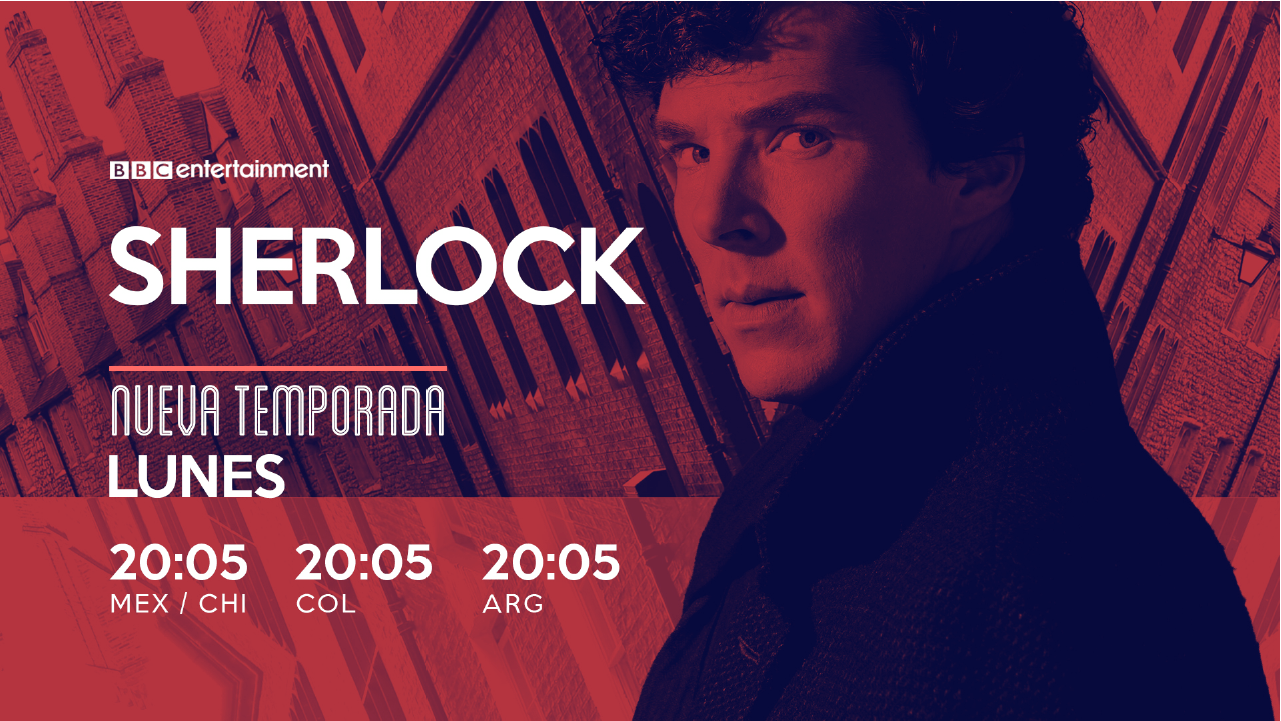 BBC entertainment
SHERLOCK
NUEVA TEMPORADA
LUNES
20:05 20:05 20:05
MEX / CHI COL ARG